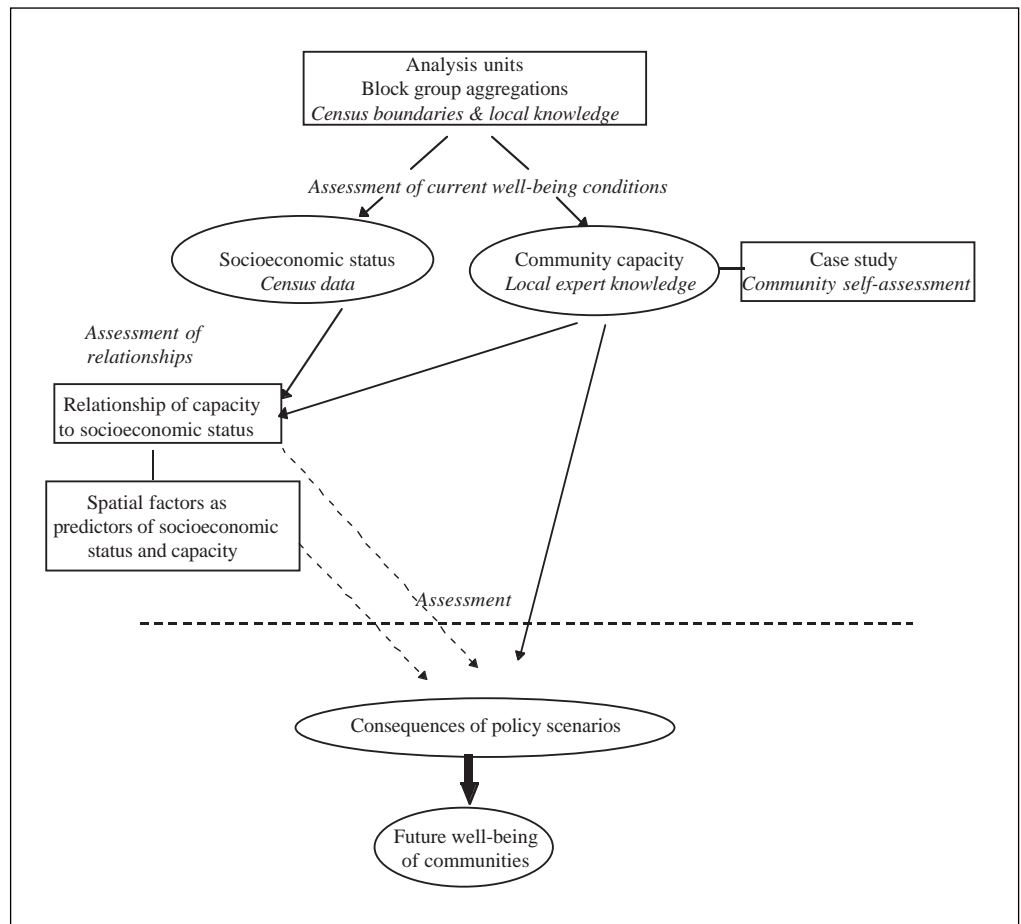 Analysis units
Block group aggregations
Census boundaries & local knowledge
Assessment of current well-being conditions
Socioeconomic status
Census data
Community capacity
Local expert knowledge
Case study
Community self-assessment
Assessment of
relationships
Relationship of capacity
to socioeconomic status
Spatial factors as
predictors of socioeconomic
status and capacity
Assessment
Consequences of policy scenarios
Future well-being
of communities